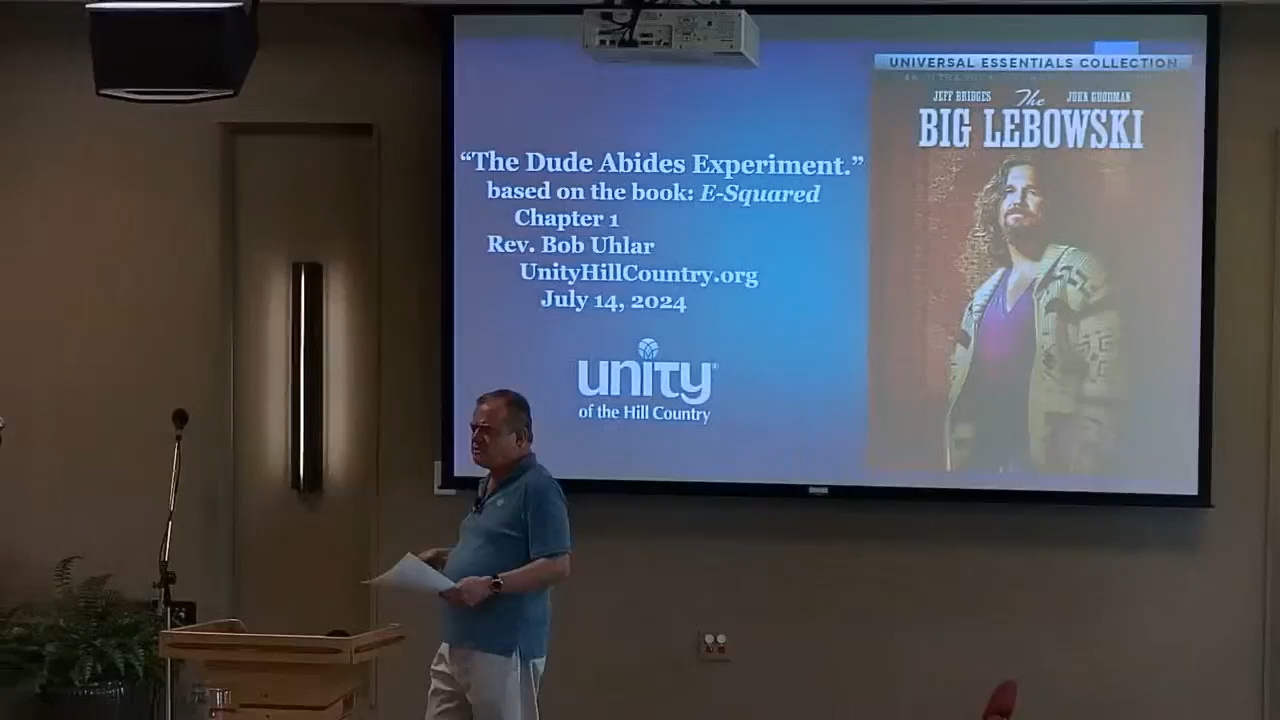 “The Dude Abides Experiment.”
based on the book: E-Squared
Chapter 1
Rev. Bob Uhlar
UnityHillCountry.org
July 14, 2024
unity®
of the Hill Country
UNIVERSAL ESSENTIALS COLLECTION
JEFF BRIDGES
JOHN GOODMAN
The
BIG LEBOWSKI